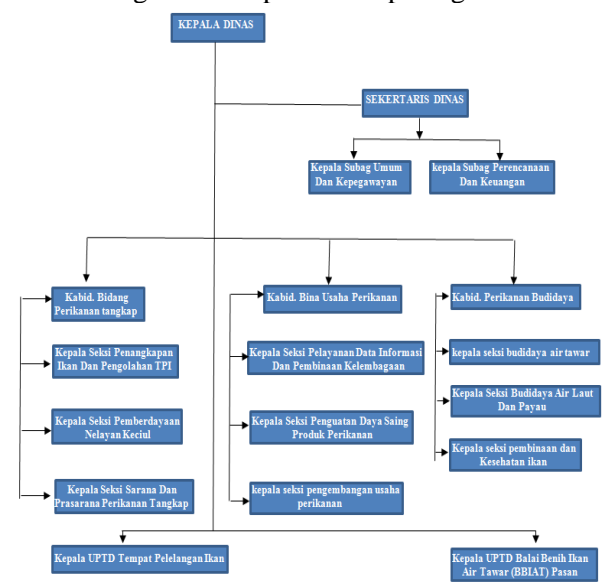 KEPALA DINAS
SEKERTARIS DINAS
Kepala Subag Umum
Dan Kepegawayan
kepala Subag Perencanaan
Dan Keuangan
Kabid. Bidang
Perikanan tangkap
Kepala Seksi Penangkapan
Ikan Dan Pengolahan TPI
Kepala Seksi Pemberdayaan
Nelayan Keciul
Kepala Seksi Sarana Dan
Prasarana Perikanan Tangkap
Kabid. Bina Usaha Perikanan
Kepala Seksi Pelayanan Data Informasi
Dan Pembinaan Kelembagaan
Kepala Seksi Penguatan Daya Saing
Produk Perikanan
kepala seksi pengembangan usaha
perikanan
Kabid. Perikanan Budidaya
kepala seksi budidaya air tawar
Kepala Seksi Budidaya Air Laut
Dan Payau
Kepala seksi pembinaan dan
Kesehatan ikan
Kepala UPTD Tempat Pelelangan Ikan
Kepala UPTD Balai Benih Ikan
Air Tawar (BBIAT) Pasan